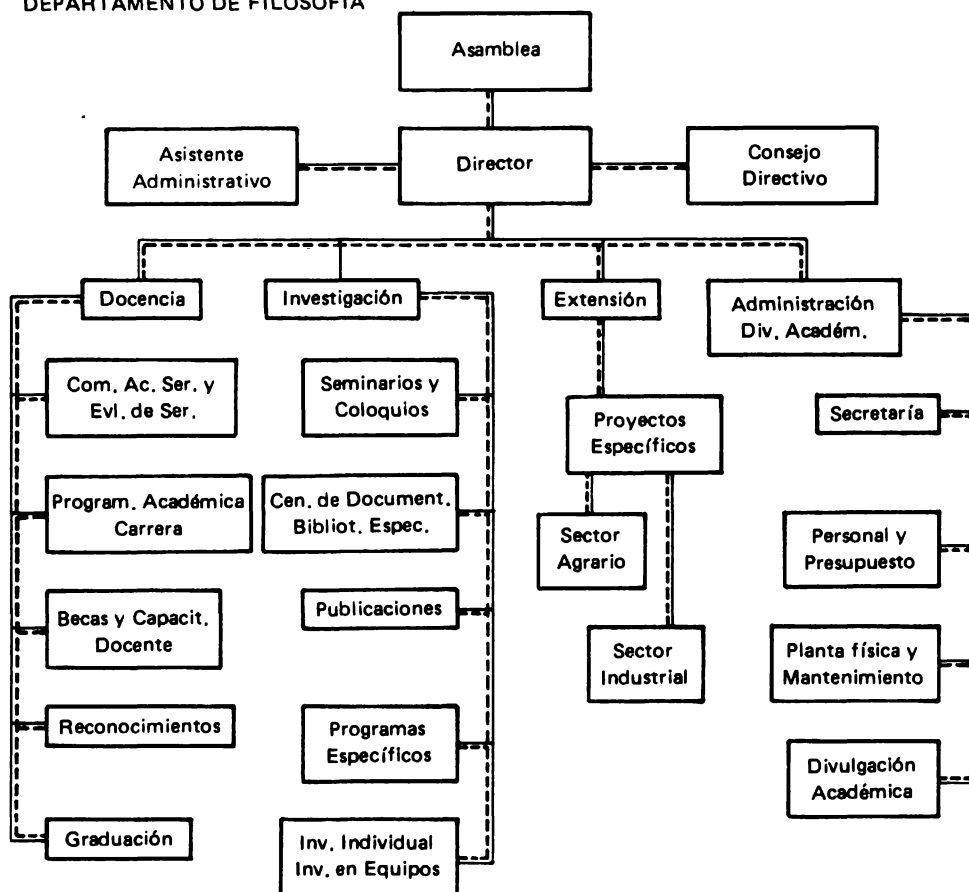 DEPARTAMENTO DE FILOSOFIA
Asamblea
Asistente
Administrativo
Director
Consejo
Directivo
Docencia
Investigación
Extensión
Administración
Div. Académ.
Com. Ac. Ser. y
Evl. de Ser.
Seminarios y
Coloquios
Proyectos
Específicos
Secretaría
Program. Académica
Carrera
Cen. de Document.
Bibliot. Espec.
Sector
Agrario
Personal y
Presupuesto
Becas y Capacit.
Docente
Publicaciones
Sector
Industrial
Planta física y
Mantenimiento
Reconocimientos
Programas
Específicos
Divulgación
Académica
Graduación
Inv. Individual
Inv. en Equipos